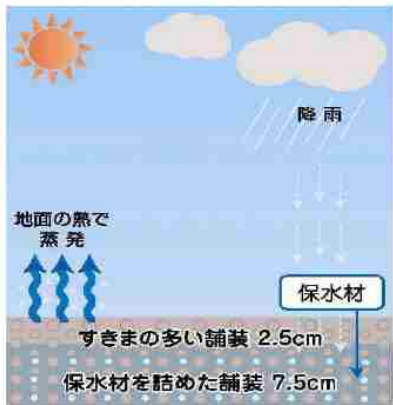 降雨
地面の熱で
蒸発
保水材
すきまの多い舗装 2.5cm
保水材を詰めた舗装 7.5cm